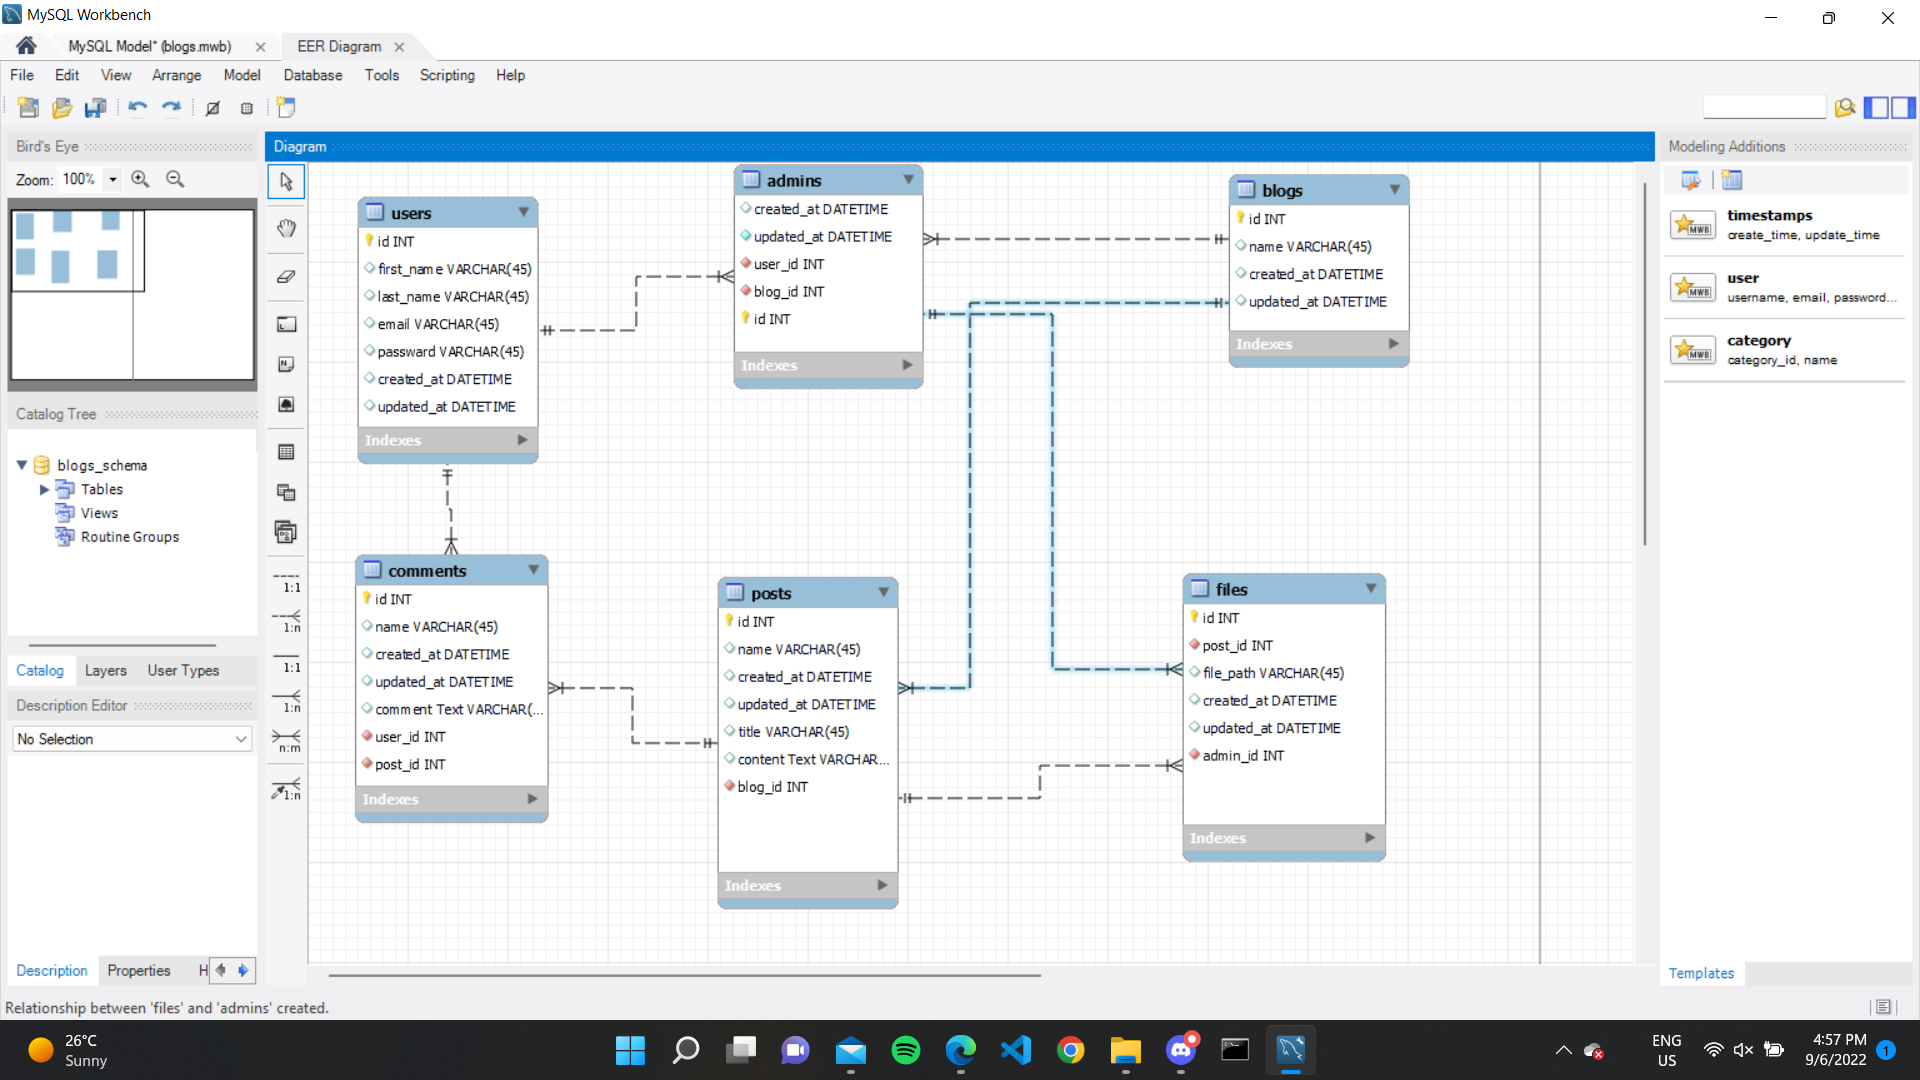 MySQL Workbench
MySQL Model* (blogs.mwb)
EER Diagram
File Edit View Arrange Model Database Tools Scripting Help
Bird's Eye
Zoom: 100%
Catalog Tree
blogs_schema
Tables
Views
Routine Groups
Catalog Layers User Types
Description Editor
No Selection
Description Properties H
Diagram
1:1
1:n
1:1
1:n
n:m
1:n
users
id INT
first_name VARCHAR(45)
last_name VARCHAR(45)
email VARCHAR(45)
passward VARCHAR(45)
created_at DATETIME
updated_at DATETIME
Indexes
admins
created_at DATETIME
updated_at DATETIME
user_id INT
blog_id INT
id INT
Indexes
blogs
id INT
name VARCHAR(45)
created_at DATETIME
updated_at DATETIME
Indexes
comments
id INT
name VARCHAR(45)
created_at DATETIME
updated_at DATETIME
comment Text VARCHAR(...
user_id INT
post_id INT
Indexes
posts
id INT
name VARCHAR(45)
created_at DATETIME
updated_at DATETIME
title VARCHAR(45)
content Text VARCHAR...
blog_id INT
Indexes
files
id INT
post_id INT
file_path VARCHAR(45)
created_at DATETIME
updated_at DATETIME
admin_id INT
Indexes
Modeling Additions
MWB
timestamps
create_time, update_time
MWB
user
username, email, password...
MWB
category
category_id, name
Templates
Relationship between 'files' and 'admins' created.
26°C
Sunny
ENG
US
4:57 PM
9/6/2022
1